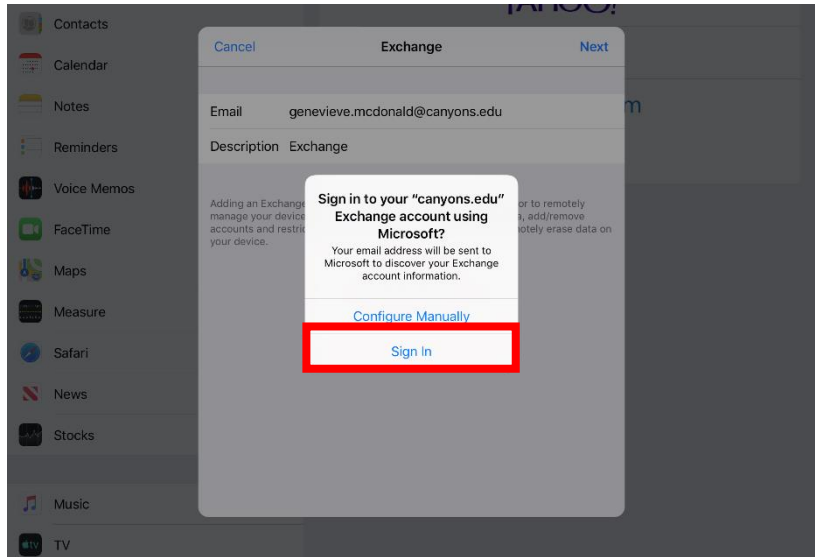 YAHOO!
Contacts
Cancel
Exchange
Next
Calendar
Notes
m
Email
genevieve.mcdonald@canyons.edu
Reminders
Description
Exchange
Voice Memos
Adding an Exchange
manage your device
accounts and restric
your device.
or to remotely
a, add/remove
motely erase data on
Sign in to your “canyons.edu”
Exchange account using
Microsoft?
Your email address will be sent to
Microsoft to discover your Exchange
account information.
FaceTime
Maps
Measure
Configure Manually
Safari
Sign In
News
Stocks
Music
tv
TV